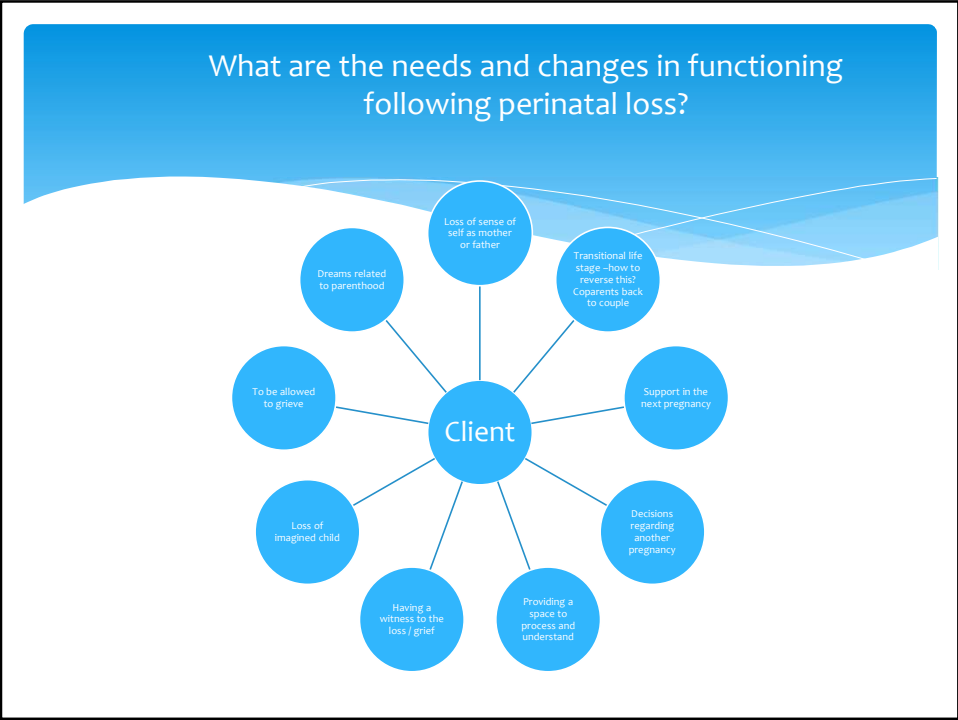 What are the needs and changes in functioning
following perinatal loss?
Loss of sense of
self as mother
or father
Transitional life
stage –how to
reverse this?
Coparents back
to couple
Support in the
next pregnancy
Decisions
regarding
another
pregnancy
Providing a
space to
process and
understand
Having a
witness to the
loss / grief
Loss of
imagined child
To be allowed
to grieve
Dreams related
to parenthood
Client